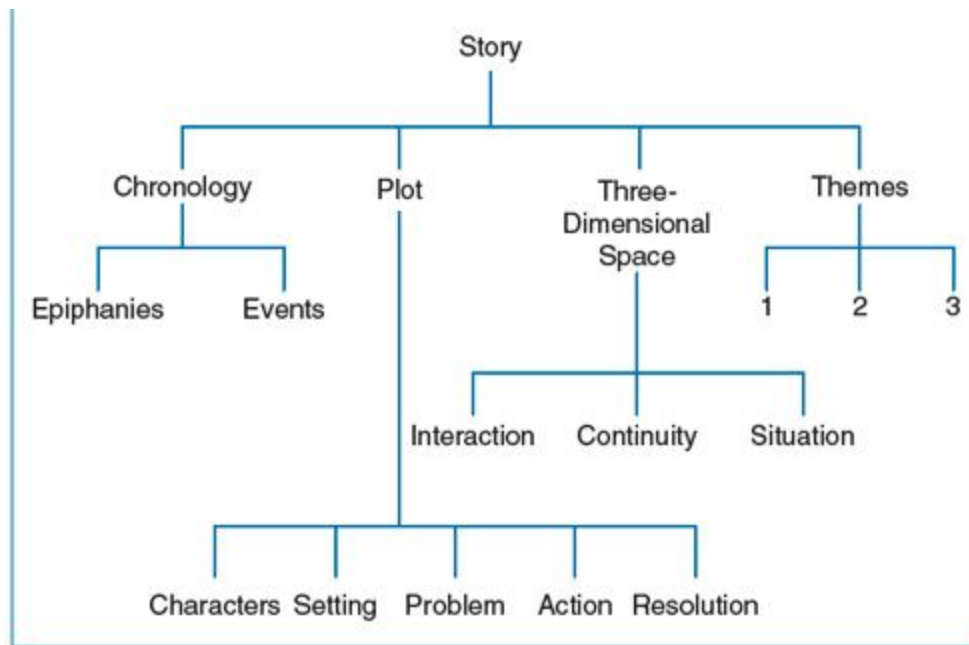 Story
Chronology Plot Three- Themes
Dimensional
Space
Epiphanies Events 1 2 3
Interaction Continuity Situation
Characters Setting Problem Action Resolution